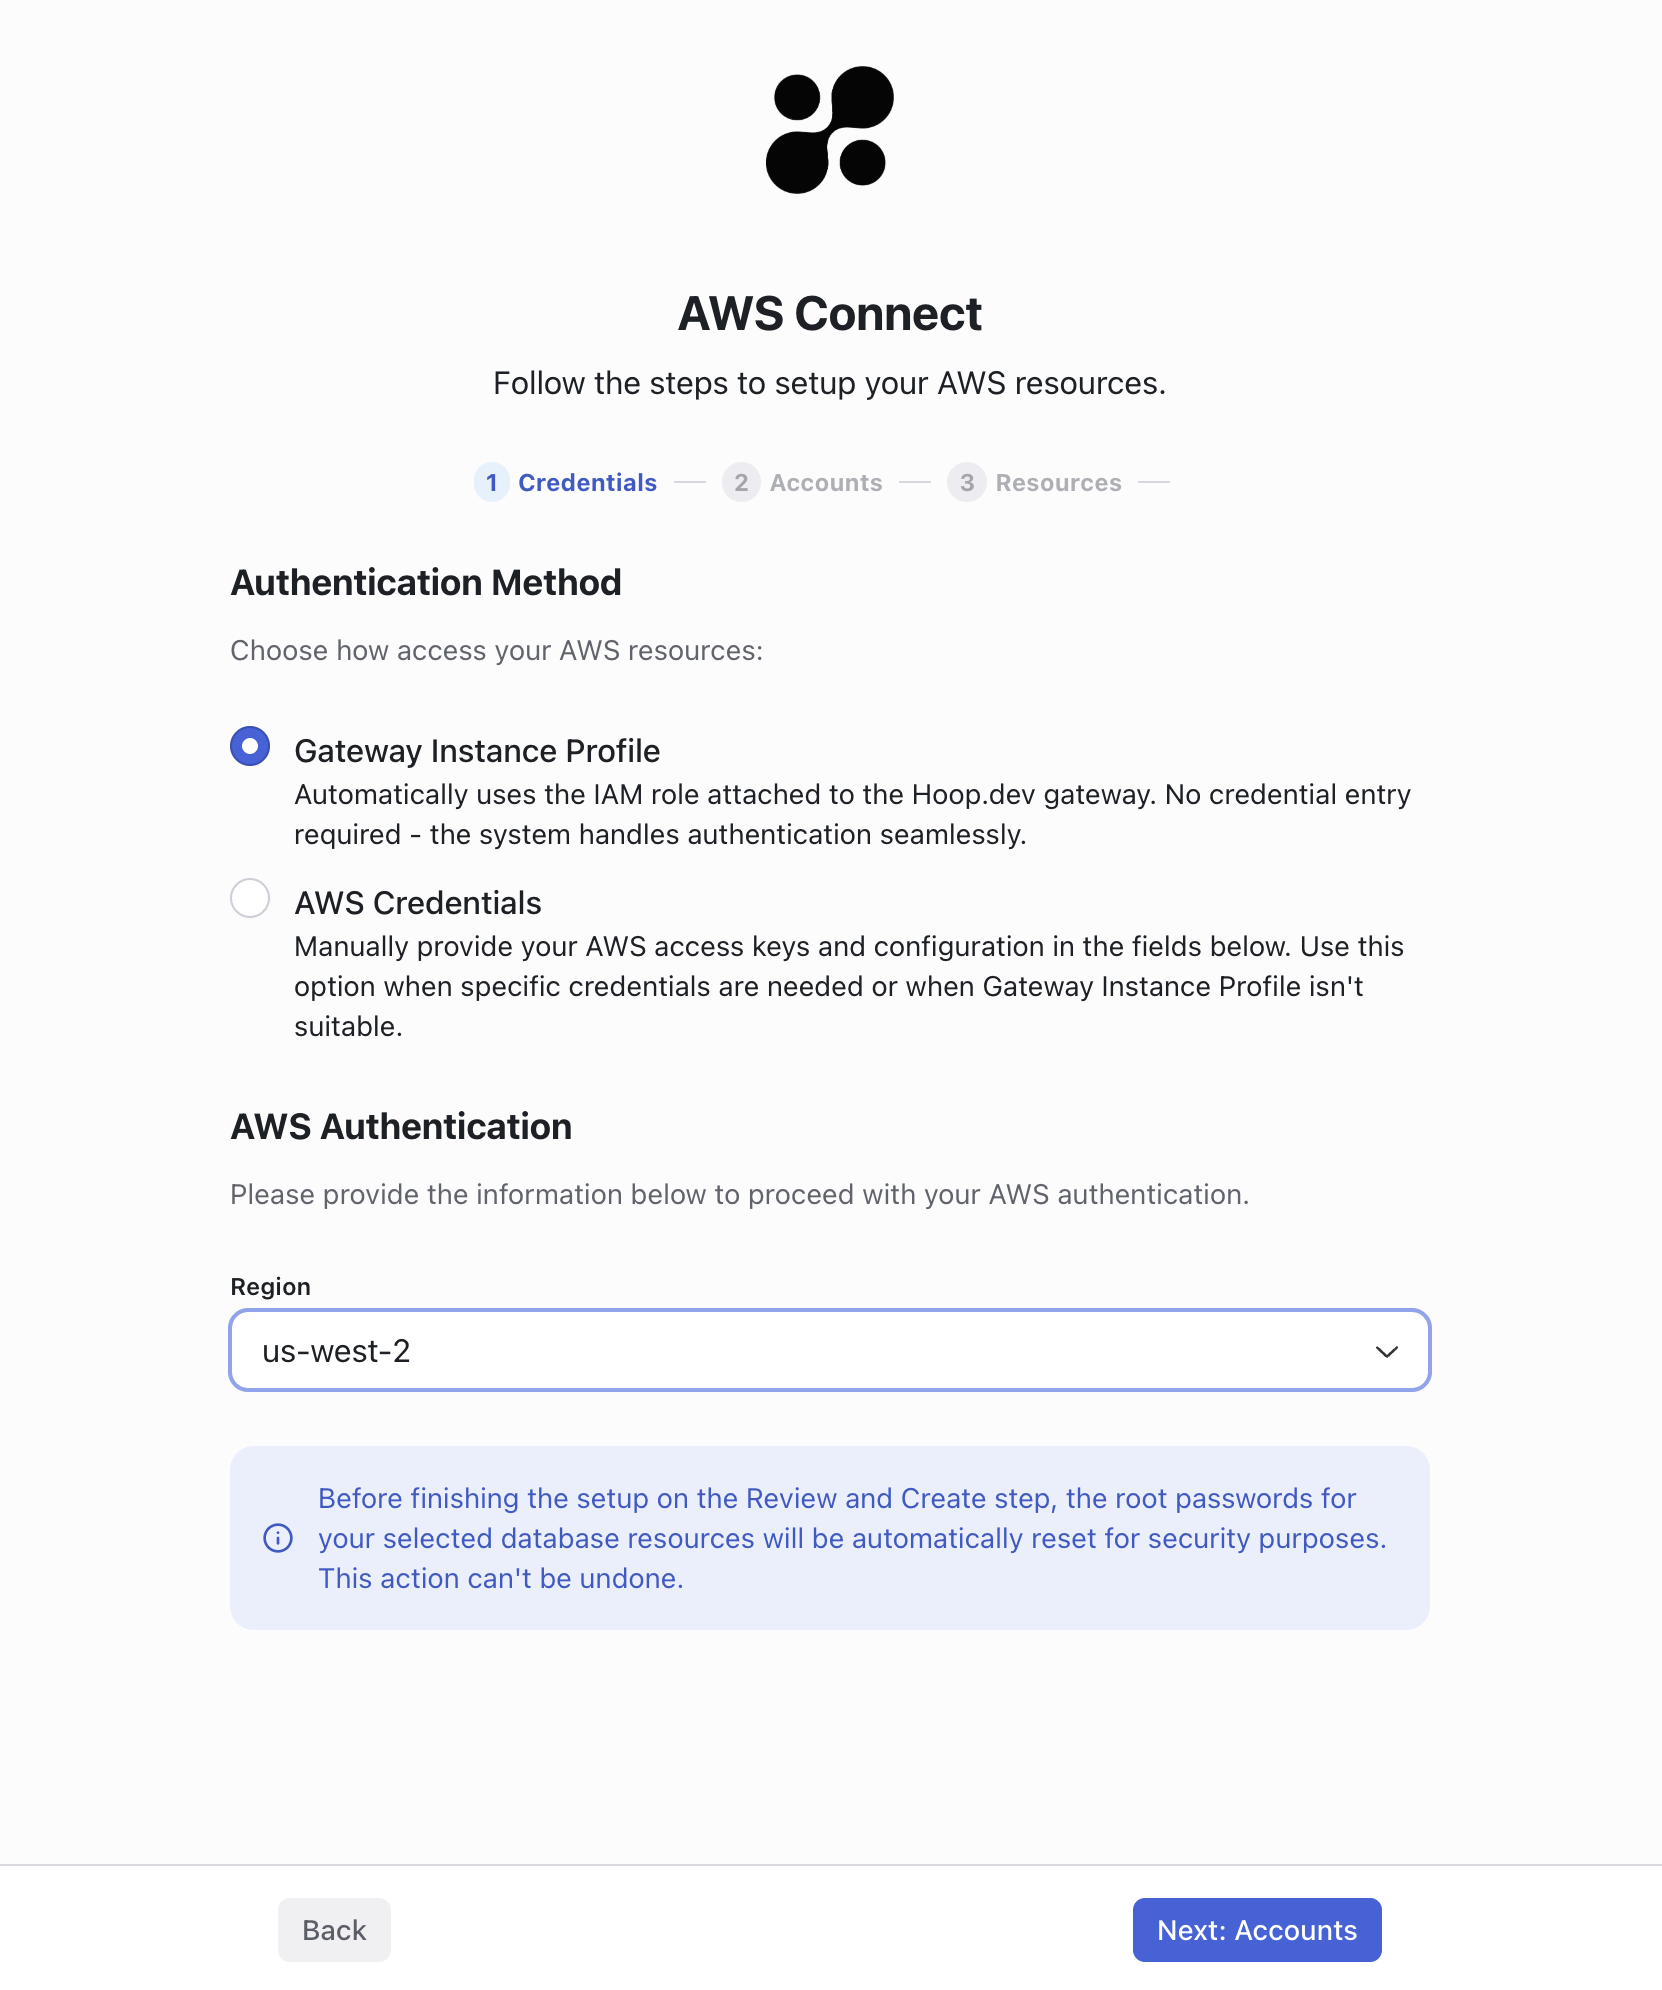 AWS Connect
Follow the steps to setup your AWS resources.
1 Credentials 2 Accounts 3 Resources
Authentication Method
Choose how access your AWS resources:
Gateway Instance Profile
Automatically uses the IAM role attached to the Hoop.dev gateway. No credential entry
required - the system handles authentication seamlessly.
AWS Credentials
Manually provide your AWS access keys and configuration in the fields below. Use this
option when specific credentials are needed or when Gateway Instance Profile isn't
suitable.
AWS Authentication
Please provide the information below to proceed with your AWS authentication.
Region
us-west-2
Before finishing the setup on the Review and Create step, the root passwords for
your selected database resources will be automatically reset for security purposes.
This action can't be undone.
Back
Next: Accounts